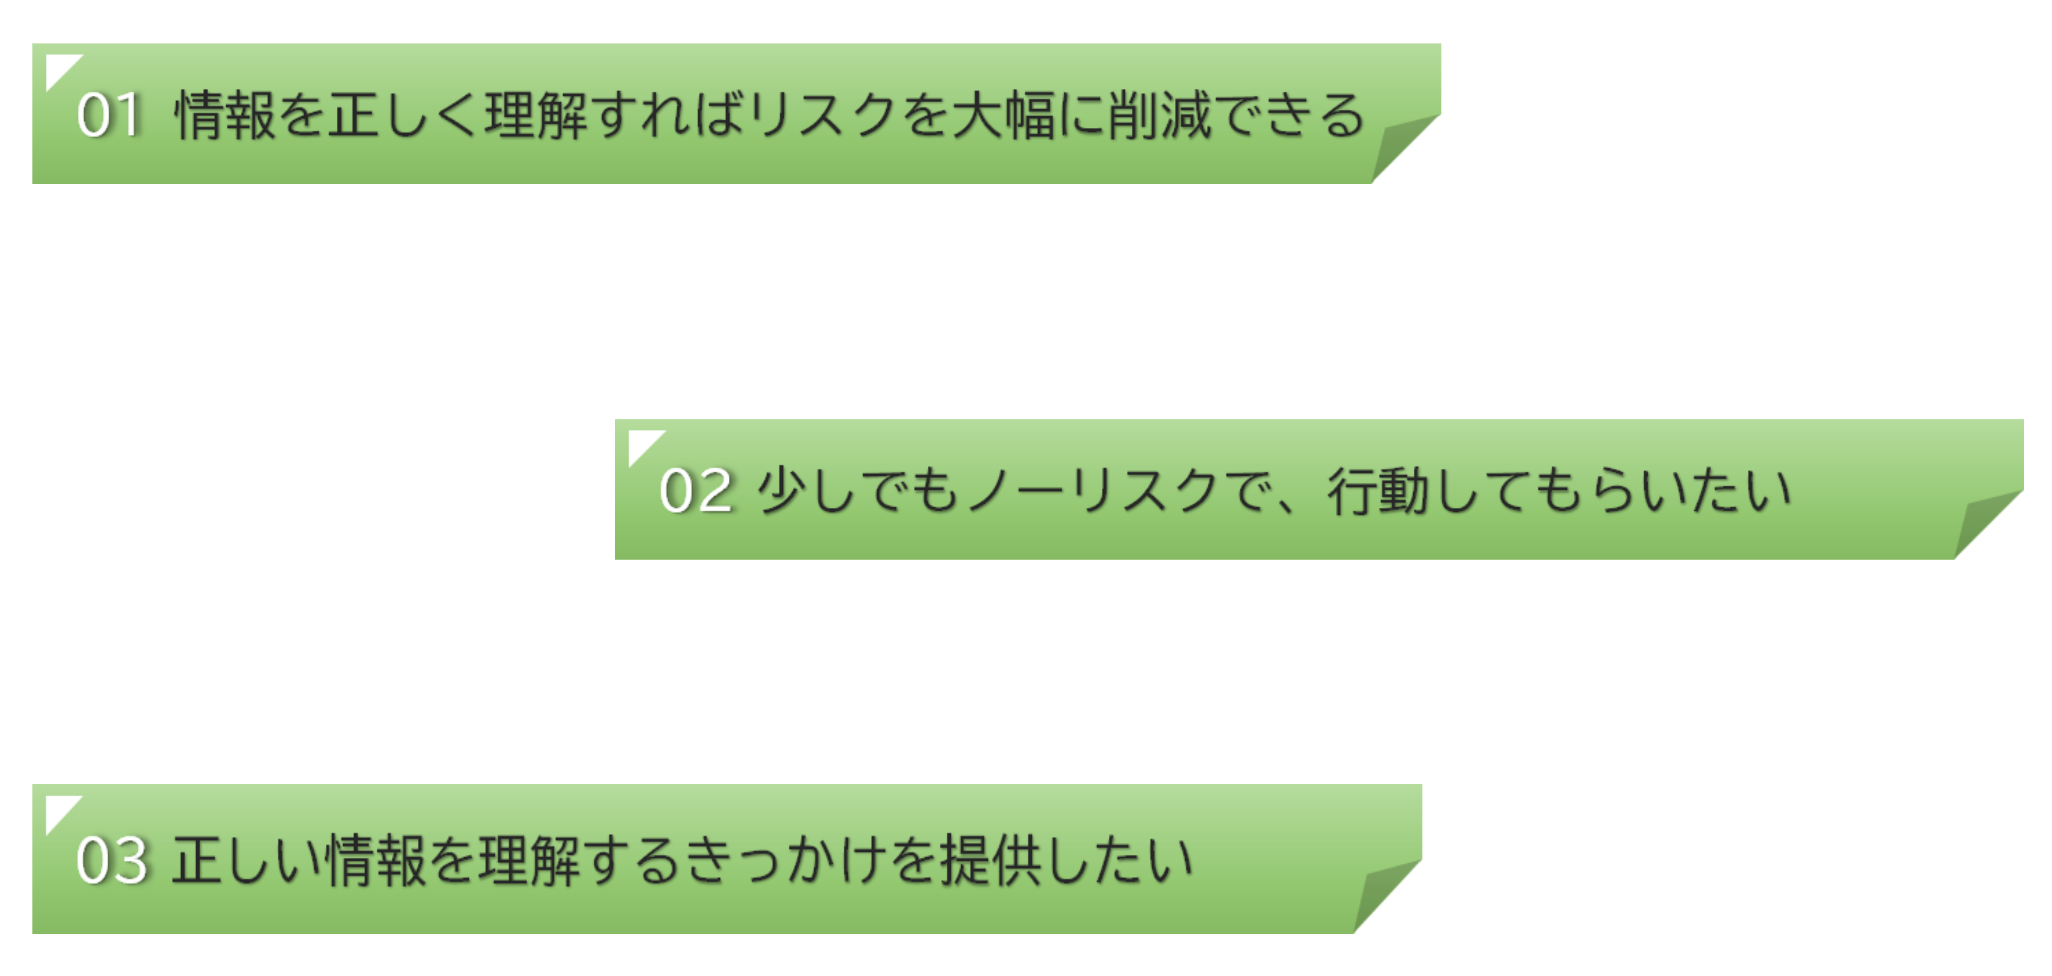 01 情報を正しく理解すればリスクを大幅に削減できる
02 少しでもノーリスクで、行動してもらいたい
03 正しい情報を理解するきっかけを提供したい